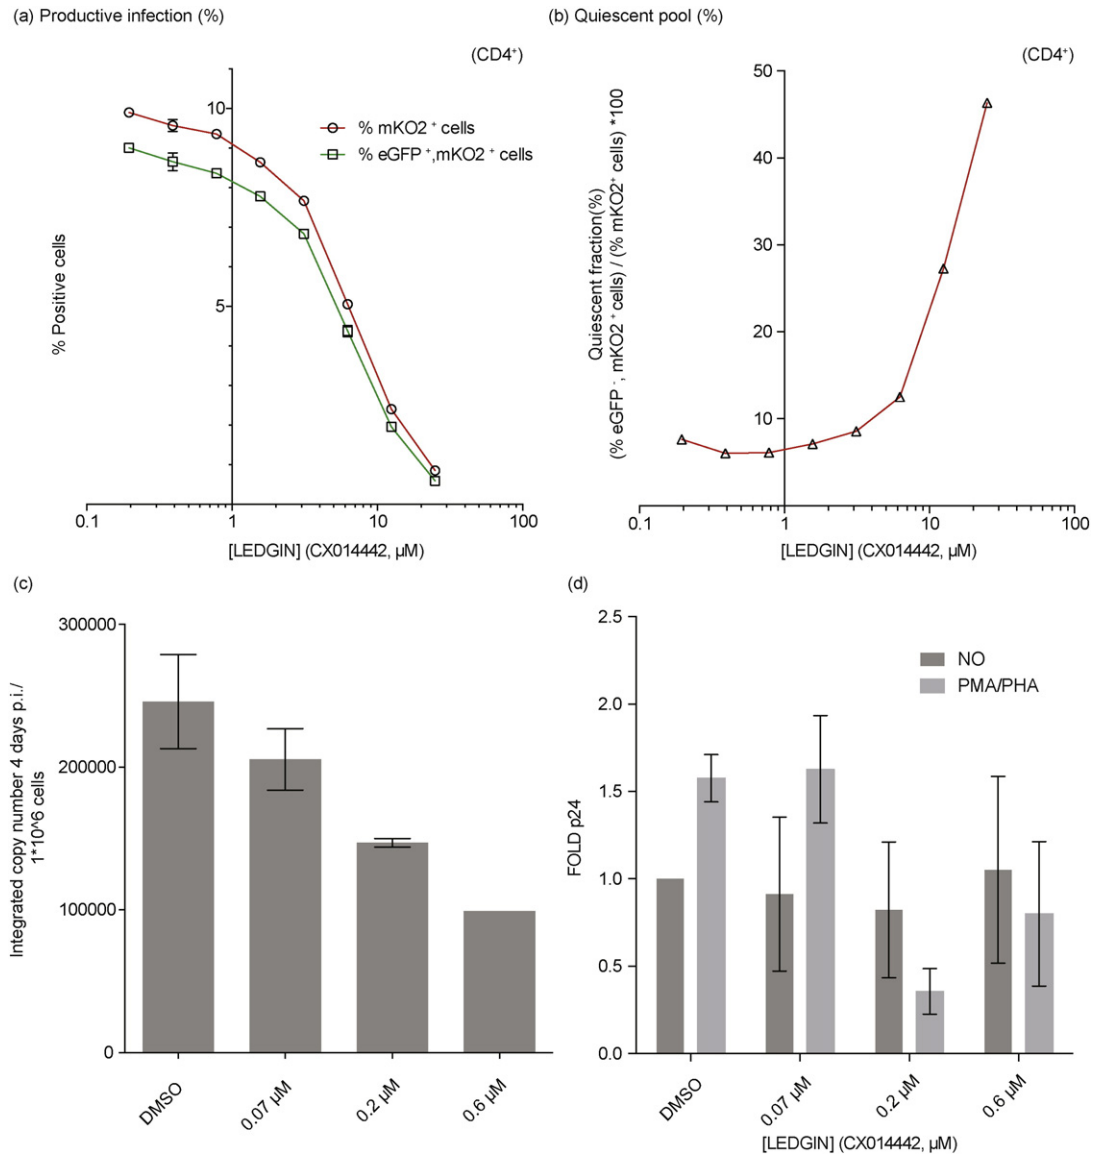 (a) Productive infection (%)
(CD4⁺)
10
5
% mKO2 ⁺ cells
% eGFP ⁺,mKO2 ⁺ cells
% Positive cells
0.1
1
10
100
[LEDGIN] (CX014442, µM)
(b) Quiescent pool (%)
(CD4⁺)
50
40
30
20
10
Quiescent fraction(%)
(% eGFP ⁻, mKO2 ⁺ cells) / (% mKO2⁺ cells) *100
0.1
1
10
100
[LEDGIN] (CX014442, µM)
(c)
300000
200000
100000
0
Integrated copy number 4 days p.i./
1*10^6 cells
DMSO
0.07 µM
0.2 µM
0.6 µM
(d)
2.5
2.0
1.5
1.0
0.5
0.0
FOLD p24
NO
PMA/PHA
DMSO
0.07 µM
0.2 µM
0.6 µM
[LEDGIN] (CX014442, µM)